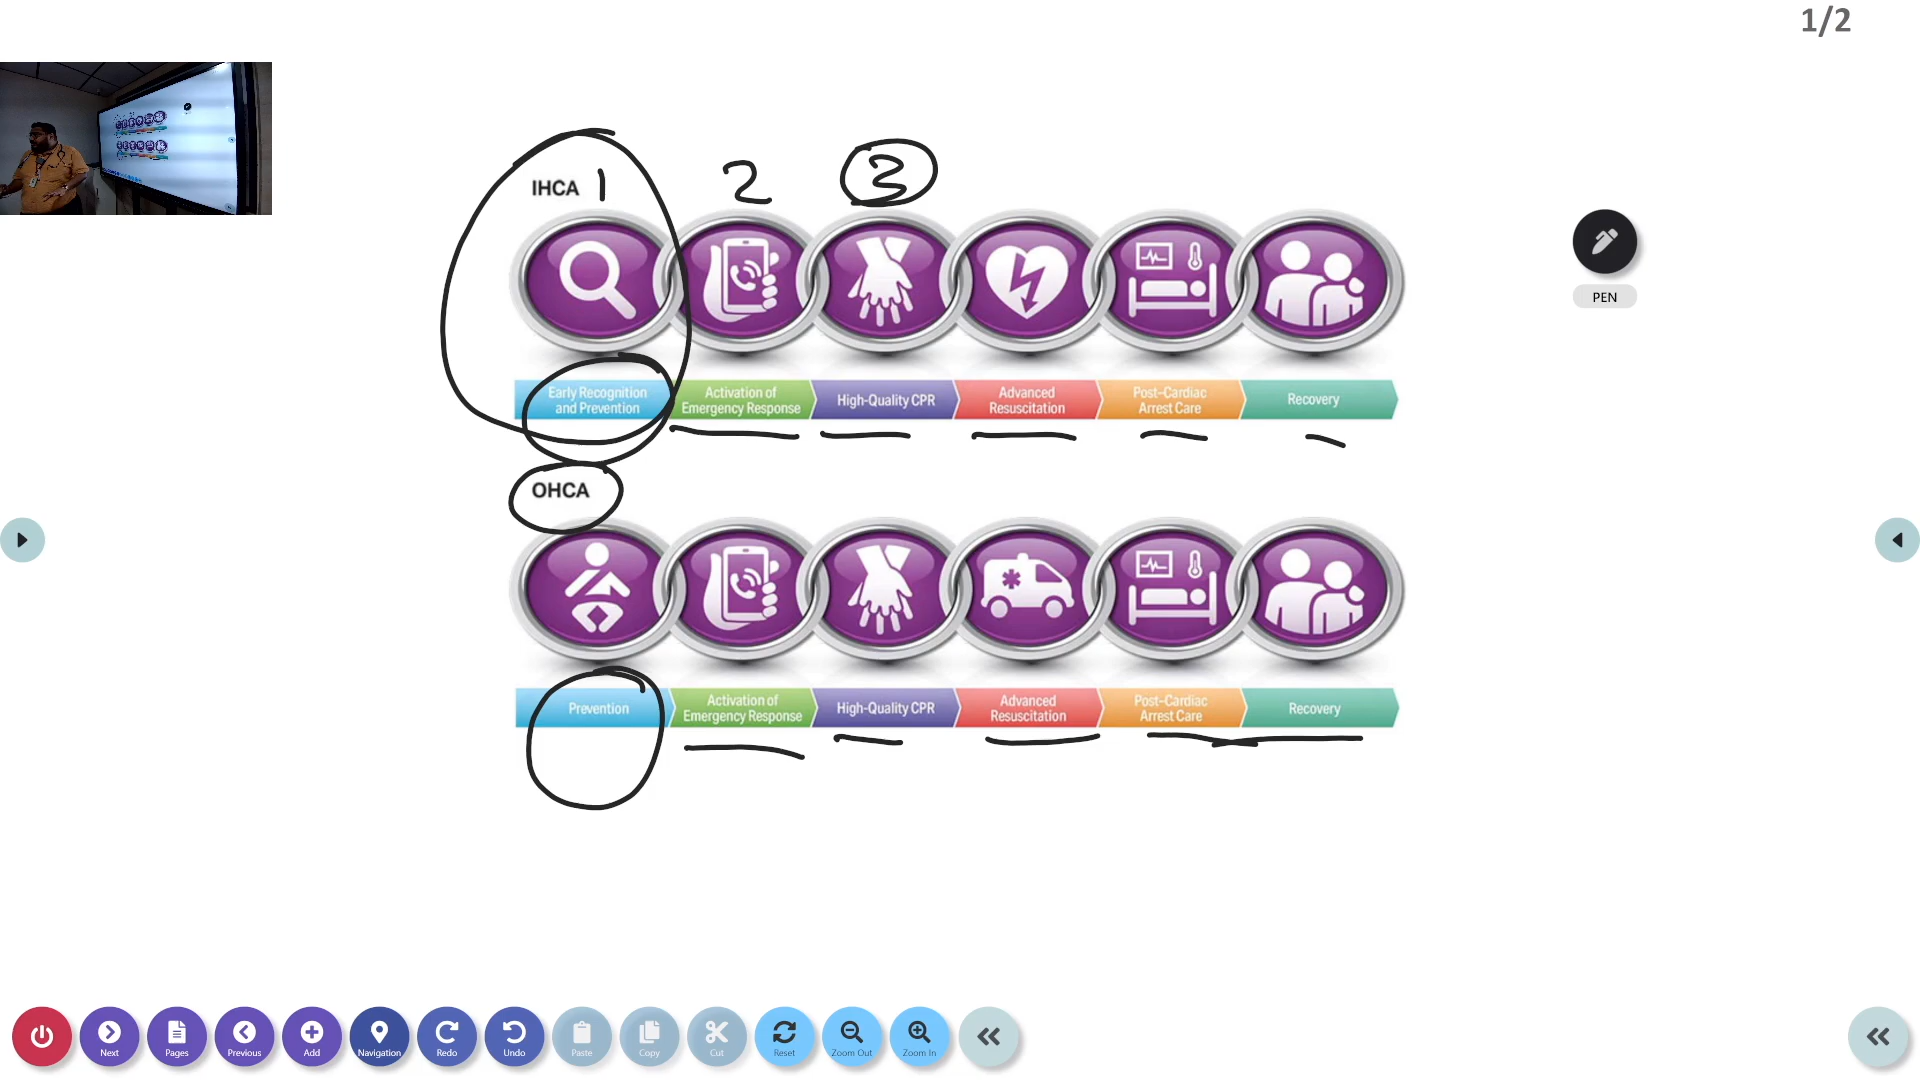 1/2
IHCA 1 2 3
Early Recognition
and Prevention
Activation of
Emergency Response
High-Quality CPR
Advanced
Resuscitation
Post-Cardiac
Arrest Care
Recovery
PEN
OHCA
Prevention
Activation of
Emergency Response
High-Quality CPR
Advanced
Resuscitation
Post-Cardiac
Arrest Care
Recovery
Next
Pages
Previous
Add
Navigation
Redo
Undo
Paste
Copy
Cut
Reset
Zoom Out
Zoom In